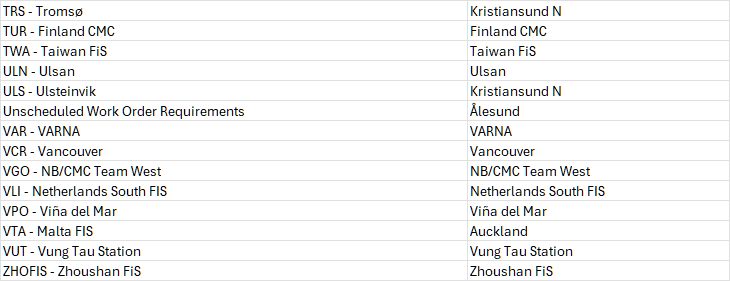 TRS - Tromsø Kristiansund N
TUR - Finland CMC Finland CMC
TWA - Taiwan FiS Taiwan FiS
ULN - Ulsan Ulsan
ULS - Ulsteinvik Kristiansund N
Unscheduled Work Order Requirements Ålesund
VAR - VARNA VARNA
VCR - Vancouver Vancouver
VGO - NB/CMC Team West NB/CMC Team West
VLI - Netherlands South FIS Netherlands South FIS
VPO - Viña del Mar Viña del Mar
VTA - Malta FIS Auckland
VUT - Vung Tau Station Vung Tau Station
ZHOFIS - Zhoushan FiS Zhoushan FiS